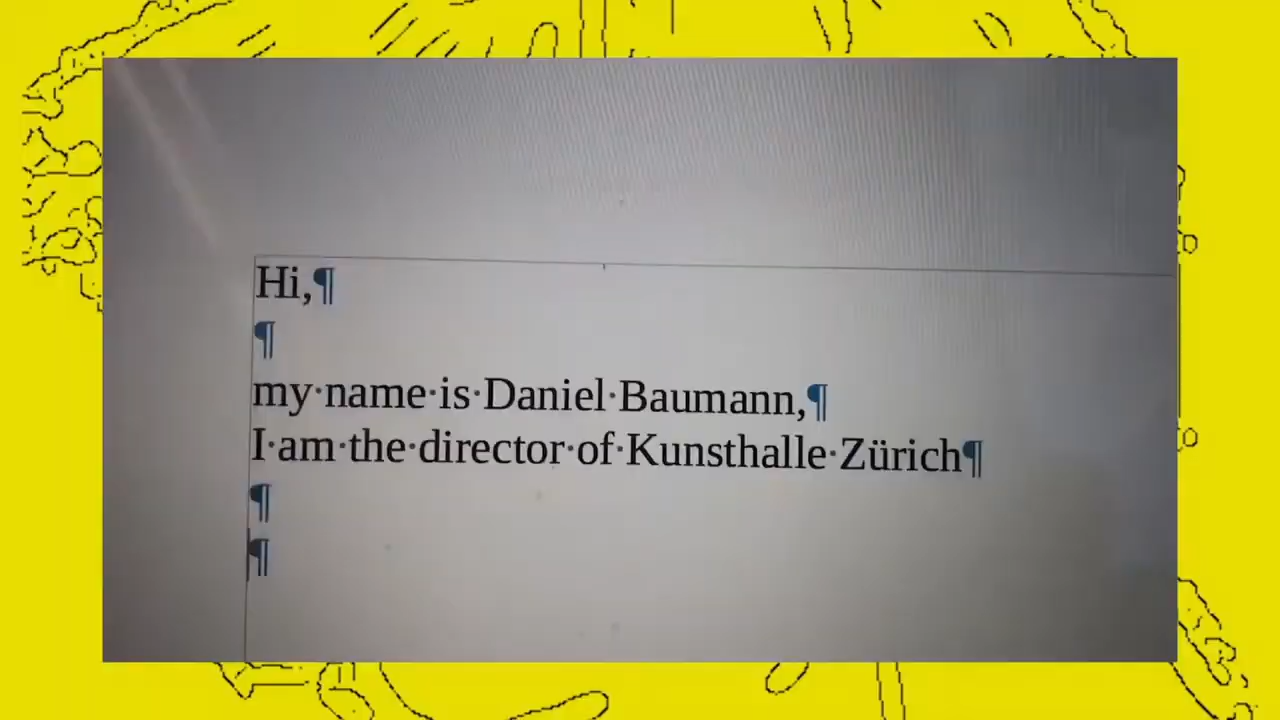 Hi,¶
¶
my·name·is·Daniel·Baumann,¶
I·am·the·director·of·Kunsthalle·Zürich¶
¶
¶